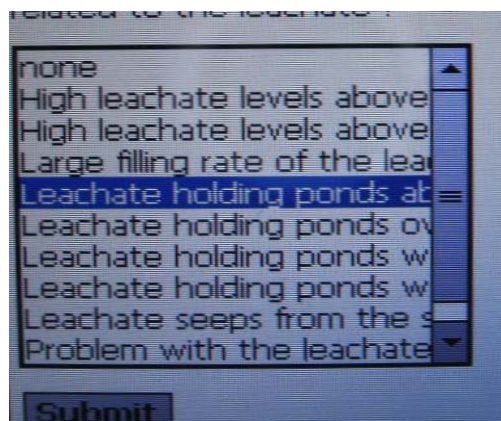 related to the leachate ?
none
High leachate levels above
High leachate levels above
Large filling rate of the lea
Leachate holding ponds ab
Leachate holding ponds ov
Leachate holding ponds w
Leachate holding ponds w
Leachate seeps from the s
Problem with the leachate
Submit